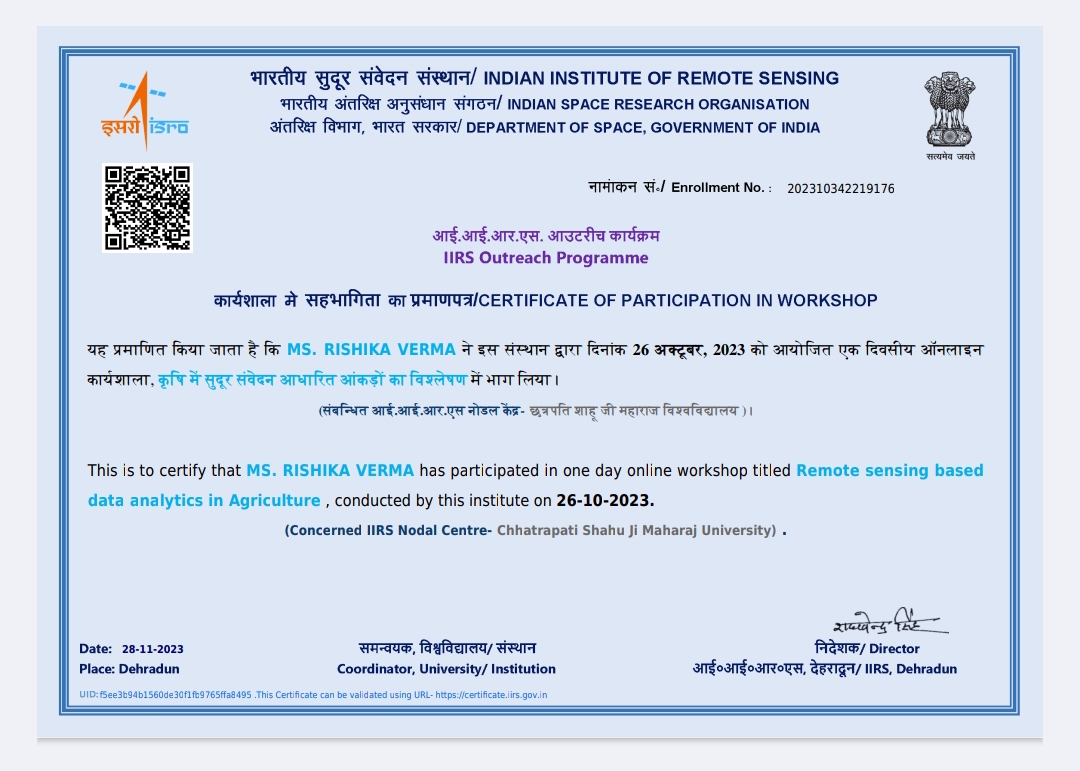 भारतीय सुदूर संवेदन संस्थान/ INDIAN INSTITUTE OF REMOTE SENSING
भारतीय अंतरिक्ष अनुसंधान संगठन/ INDIAN SPACE RESEARCH ORGANISATION
अंतरिक्ष विभाग, भारत सरकार/ DEPARTMENT OF SPACE, GOVERNMENT OF INDIA
इसरो isro
सत्यमेव जयते
नामांकन सं॰/ Enrollment No. : 202310342219176
आई.आई.आर.एस. आउटरीच कार्यक्रम
IIRS Outreach Programme
कार्यशाला मे सहभागिता का प्रमाणपत्र/CERTIFICATE OF PARTICIPATION IN WORKSHOP
यह प्रमाणित किया जाता है कि MS. RISHIKA VERMA ने इस संस्थान द्वारा दिनांक 26 अक्टूबर, 2023 को आयोजित एक दिवसीय ऑनलाइन
कार्यशाला, कृषि में सुदूर संवेदन आधारित आंकड़ों का विश्लेषण में भाग लिया।
(संबन्धित आई.आई.आर.एस नोडल केंद्र- छत्रपति शाहू जी महाराज विश्वविद्यालय )।
This is to certify that MS. RISHIKA VERMA has participated in one day online workshop titled Remote sensing based
data analytics in Agriculture , conducted by this institute on 26-10-2023.
(Concerned IIRS Nodal Centre- Chhatrapati Shahu Ji Maharaj University) .
Date: 28-11-2023
Place: Dehradun
समन्वयक, विश्वविद्यालय/ संस्थान
Coordinator, University/ Institution
निदेशक/ Director
आई०आई०आर०एस, देहरादून/ IIRS, Dehradun
UID:f5ee3b94b1560de30f1fb9765ffa8495 .This Certificate can be validated using URL- https://certificate.iirs.gov.in